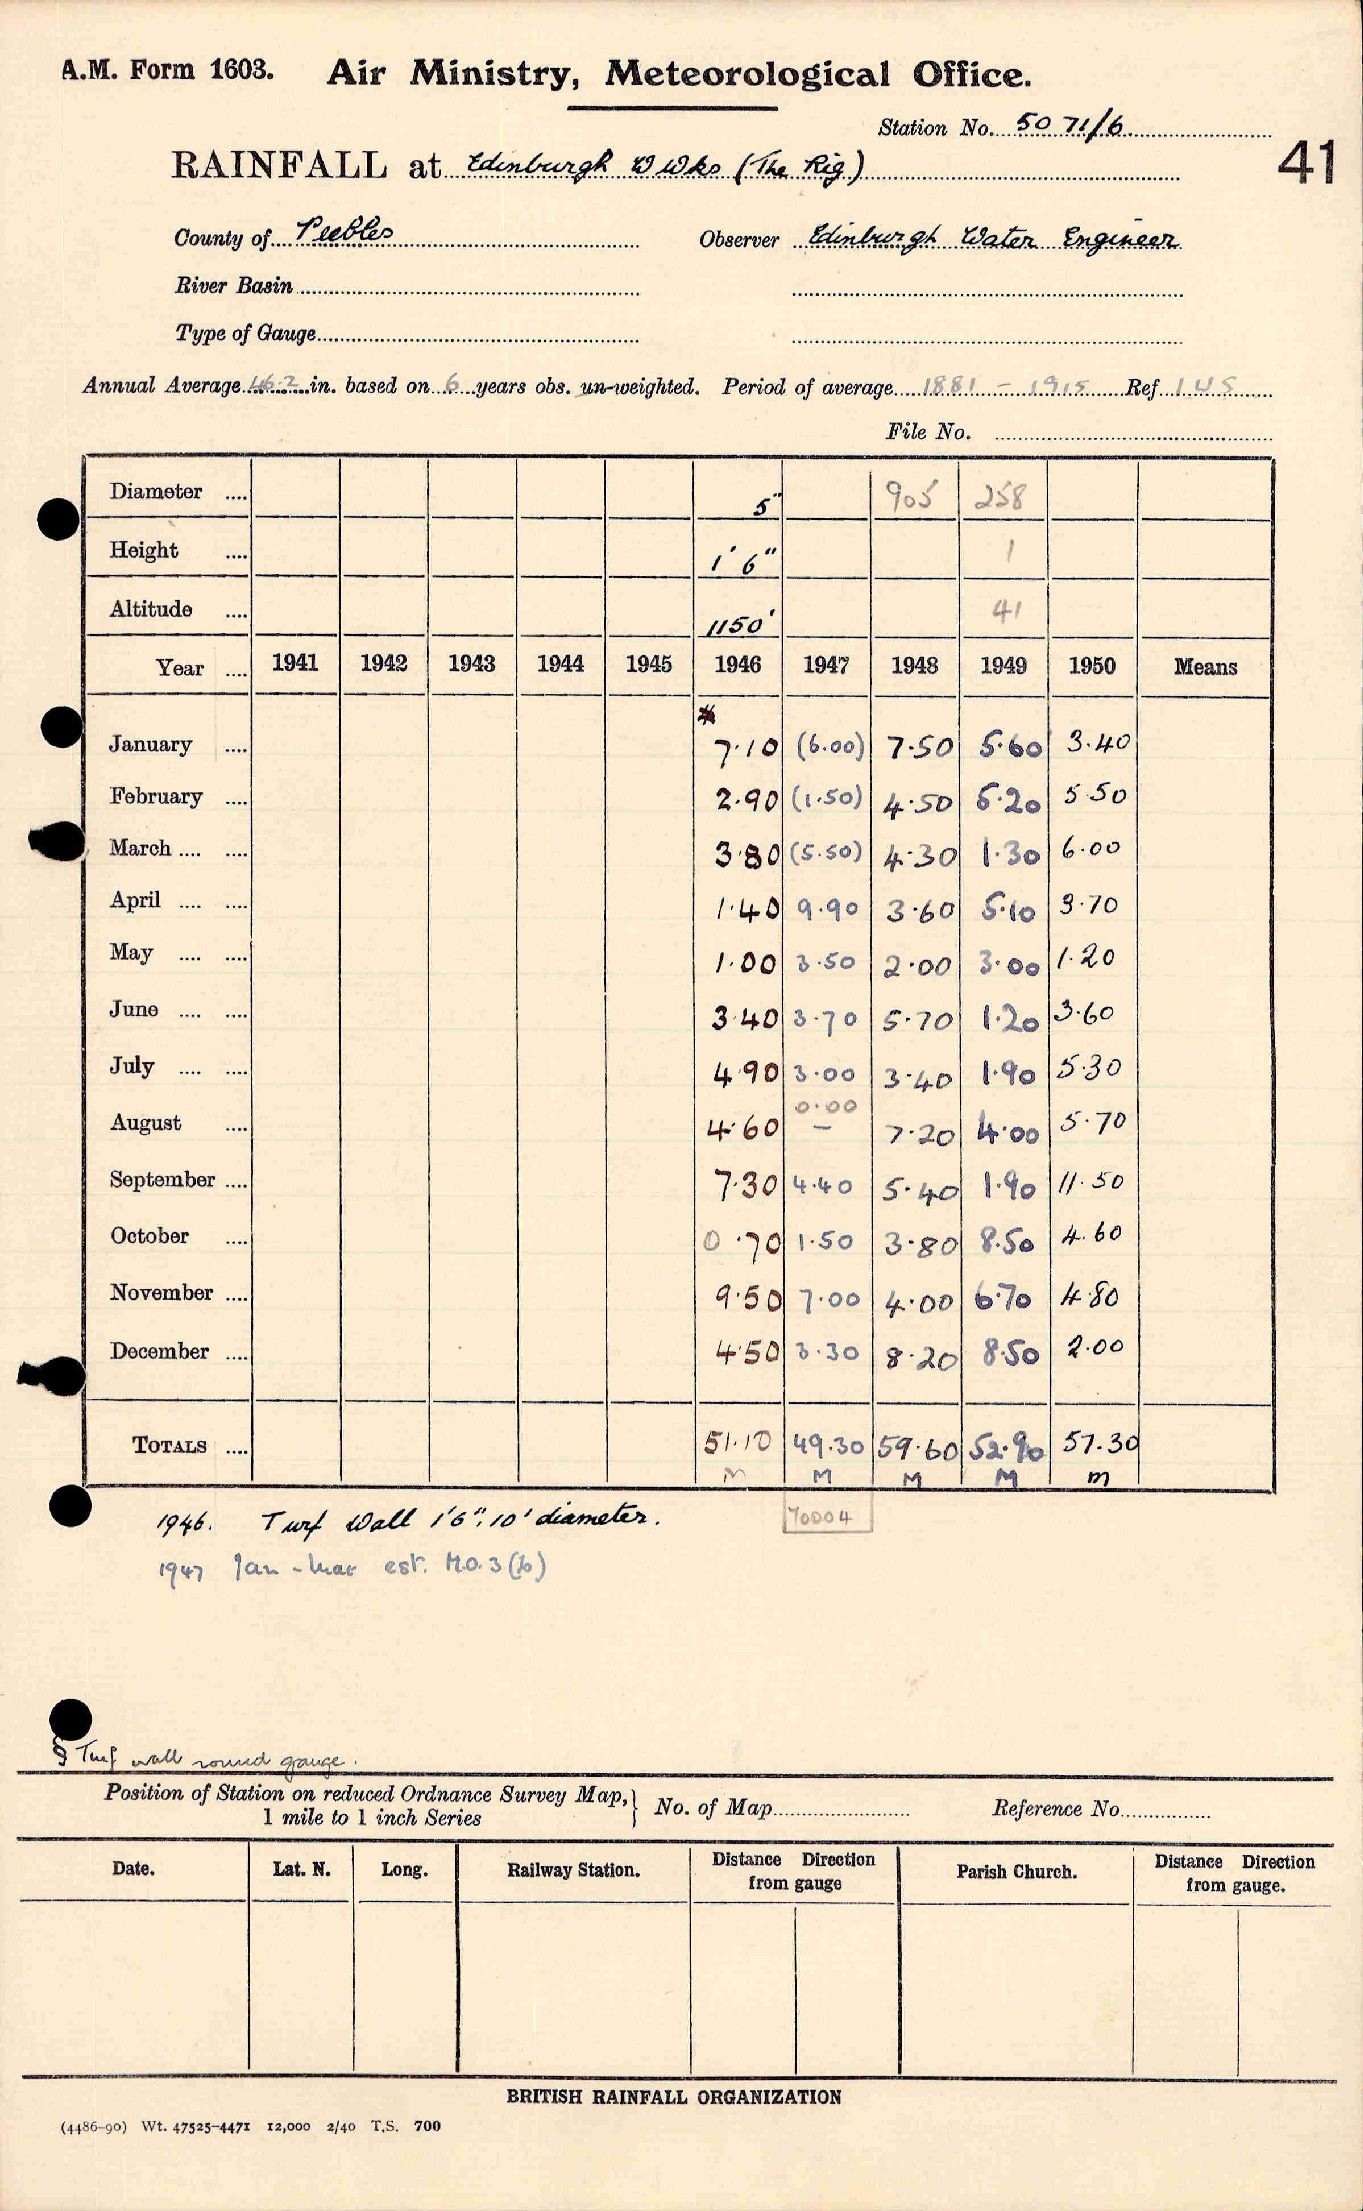 A.M. Form 1603. Air Ministry, Meteorological Office.
Station No. 5071/6
41
RAINFALL at Edinburgh W Wks (The Rig)
County of Peebles Observer Edinburgh Water Engineer
River Basin
Type of Gauge
Annual Average 46.2 in. based on 6 years obs. un-weighted. Period of average 1881 - 1915 Ref I.U.S
File No.
Diameter .... 5" 905 258
Height .... 1' 6" 1
Altitude .... 1150' 41
Year .... 1941 1942 1943 1944 1945 1946 1947 1948 1949 1950 Means
January .... 7.10 (6.00) 7.50 5.60 3.40
February .... 2.90 (1.50) 4.50 5.20 5.50
March .... .... 3.80 (5.50) 4.30 1.30 6.00
April .... .... 1.40 9.90 3.60 5.10 3.70
May .... .... 1.00 3.50 2.00 3.00 1.20
June .... .... 3.40 3.70 5.70 1.20 3.60
July .... .... 4.90 3.00 3.40 1.90 5.30
0.00
August .... 4.60 - 7.20 4.00 5.70
September .... 7.30 4.40 5.40 1.90 11.50
October .... 0.70 1.50 3.80 8.50 4.60
November .... 9.50 7.00 4.00 6.70 4.80
December .... 4.50 3.30 8.20 8.50 2.00
TOTALS .... 51.10 49.30 59.60 52.90 57.30
M M M M m
70004
1946. Turf Wall 1'6", 10' diameter.
1947 Jan - Mar est. M.O.3(b)
§ Turf wall round gauge.
Position of Station on reduced Ordnance Survey Map, } No. of Map Reference No.
1 mile to 1 inch Series
Date. Lat. N. Long. Railway Station. Distance Direction from gauge Parish Church. Distance Direction from gauge.
BRITISH RAINFALL ORGANIZATION
(4486-90) Wt. 47525-4471 12,000 2/40 T.S. 700